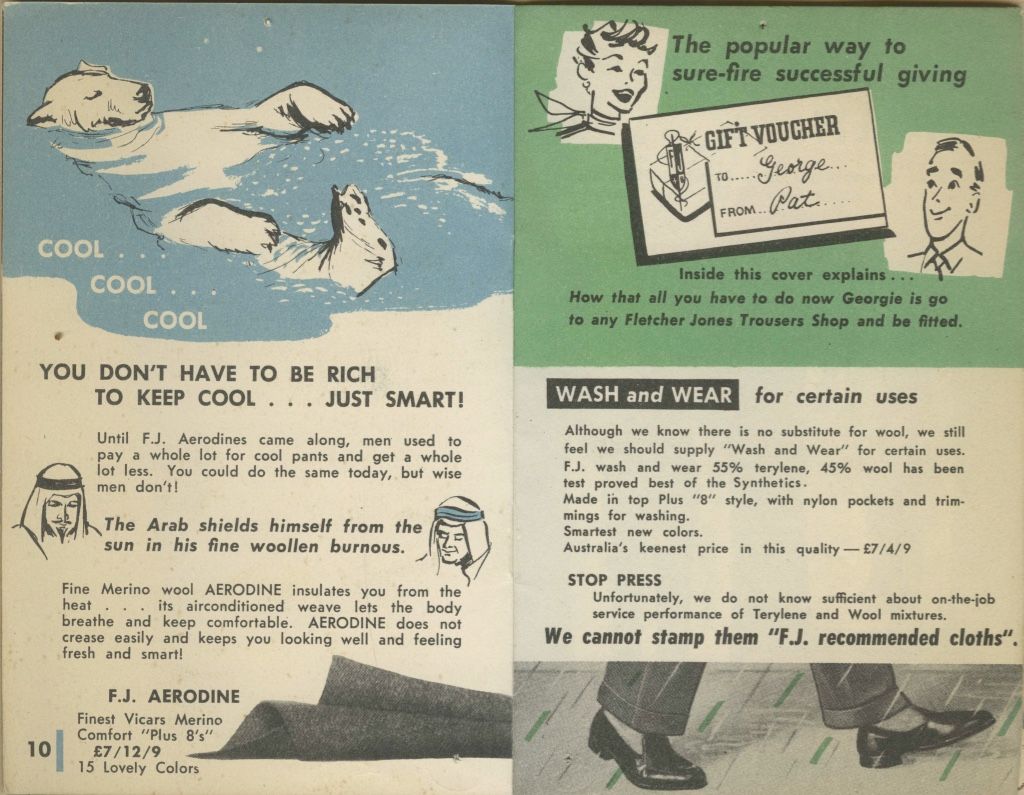 COOL . . .
COOL . . .
COOL
YOU DON'T HAVE TO BE RICH
TO KEEP COOL . . . JUST SMART!
Until F.J. Aerodines came along, men used to
pay a whole lot for cool pants and get a whole
lot less. You could do the same today, but wise
men don't!
The Arab shields himself from the
sun in his fine woollen burnous.
Fine Merino wool AERODINE insulates you from the
heat . . . its airconditioned weave lets the body
breathe and keep comfortable. AERODINE does not
crease easily and keeps you looking well and feeling
fresh and smart!
F.J. AERODINE
Finest Vicars Merino
Comfort "Plus 8's"
£7/12/9
15 Lovely Colors
10
The popular way to
sure-fire successful giving
GIFT VOUCHER
TO.....George...
FROM..Pat.....
Inside this cover explains . . .
How that all you have to do now Georgie is go
to any Fletcher Jones Trousers Shop and be fitted.
WASH and WEAR for certain uses
Although we know there is no substitute for wool, we still
feel we should supply "Wash and Wear" for certain uses.
F.J. wash and wear 55% terylene, 45% wool has been
test proved best of the Synthetics.
Made in top Plus "8" style, with nylon pockets and trim-
mings for washing.
Smartest new colors.
Australia's keenest price in this quality — £7/4/9
STOP PRESS
Unfortunately, we do not know sufficient about on-the-job
service performance of Terylene and Wool mixtures.
We cannot stamp them "F.J. recommended cloths".